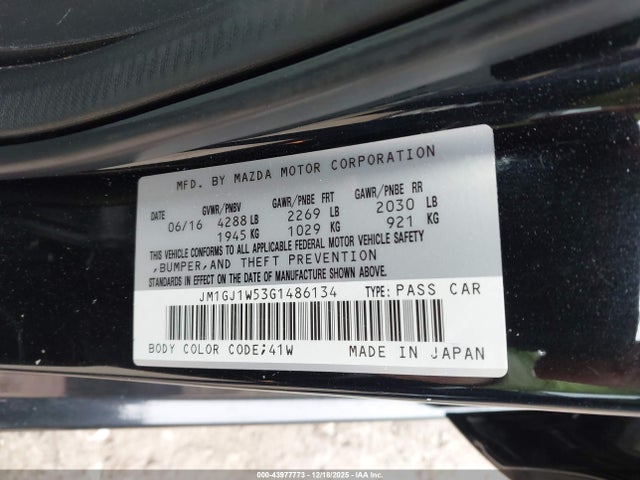 MFD. BY MAZDA MOTOR CORPORATION
DATE GVWR/PNBV GAWR/PNBE FRT GAWR/PNBE RR
06/16 4288 LB 2269 LB 2030 LB
1945 KG 1029 KG 921 KG
THIS VEHICLE CONFORMS TO ALL APPLICABLE FEDERAL MOTOR VEHICLE SAFETY
,BUMPER,AND THEFT PREVENTION
STANDARDS IN EFFECT ON THE DATE OF MANUFACTURE SHOWN ABOVE.
JM1GJ1W53G1486134 TYPE: PASS CAR
BODY COLOR CODE;41W MADE IN JAPAN
000-43977773 - 12/18/2025 - IAAI.COM